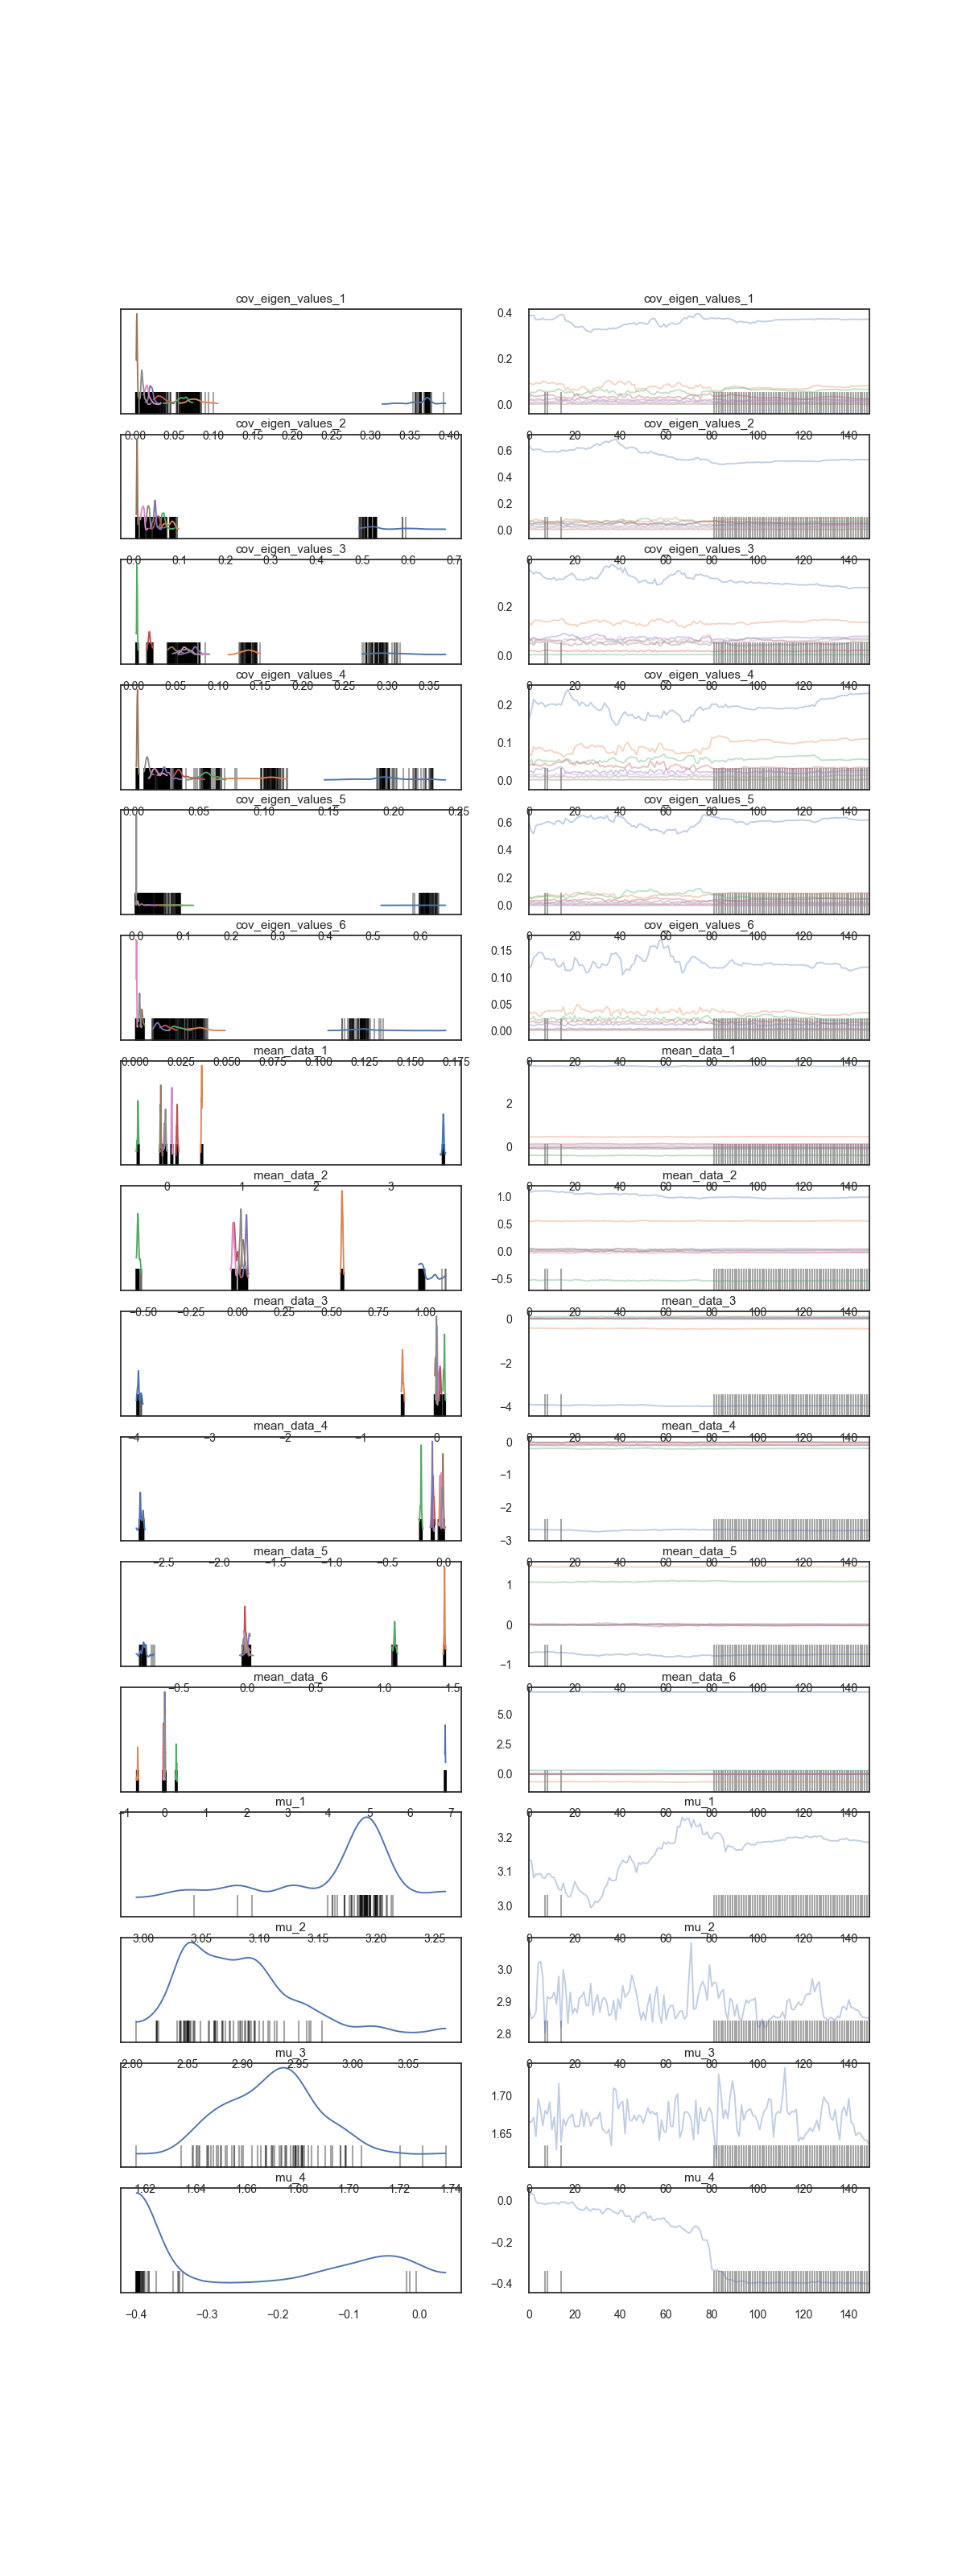 cov_eigen_values_1 cov_eigen_values_1
0.4
0.2
0.0
cov_eigen_values_2 cov_eigen_values_2
0.00 0.05 0.10 0.15 0.20 0.25 0.30 0.35 0.40 0 20 40 60 80 100 120 140
0.6
0.4
0.2
0.0
cov_eigen_values_3 cov_eigen_values_3
0.0 0.1 0.2 0.3 0.4 0.5 0.6 0.7 0 20 40 60 80 100 120 140
0.2
0.0
cov_eigen_values_4 cov_eigen_values_4
0.00 0.05 0.10 0.15 0.20 0.25 0.30 0.35 0 20 40 60 80 100 120 140
0.2
0.1
0.0
cov_eigen_values_5 cov_eigen_values_5
0.00 0.05 0.10 0.15 0.20 0.25 0 20 40 60 80 100 120 140
0.6
0.4
0.2
0.0
cov_eigen_values_6 cov_eigen_values_6
0.0 0.1 0.2 0.3 0.4 0.5 0.6 0 20 40 60 80 100 120 140
0.15
0.10
0.05
0.00
mean_data_1 mean_data_1
0.000 0.025 0.050 0.075 0.100 0.125 0.150 0.175 0 20 40 60 80 100 120 140
2
0
mean_data_2 mean_data_2
0 1 2 3 0 20 40 60 80 100 120 140
1.0
0.5
0.0
−0.5
mean_data_3 mean_data_3
−0.50 −0.25 0.00 0.25 0.50 0.75 1.00 0 20 40 60 80 100 120 140
0
−2
−4
mean_data_4 mean_data_4
−4 −3 −2 −1 0 0 20 40 60 80 100 120 140
0
−1
−2
−3
mean_data_5 mean_data_5
−2.5 −2.0 −1.5 −1.0 −0.5 0.0 0 20 40 60 80 100 120 140
1
0
−1
mean_data_6 mean_data_6
−0.5 0.0 0.5 1.0 1.5 0 20 40 60 80 100 120 140
5.0
2.5
0.0
mu_1 mu_1
−1 0 1 2 3 4 5 6 7 0 20 40 60 80 100 120 140
3.2
3.1
3.0
mu_2 mu_2
3.00 3.05 3.10 3.15 3.20 3.25 0 20 40 60 80 100 120 140
3.0
2.9
2.8
mu_3 mu_3
2.80 2.85 2.90 2.95 3.00 3.05 0 20 40 60 80 100 120 140
1.70
1.65
mu_4 mu_4
1.62 1.64 1.66 1.68 1.70 1.72 1.74 0 20 40 60 80 100 120 140
0.0
−0.2
−0.4
−0.4 −0.3 −0.2 −0.1 0.0 0 20 40 60 80 100 120 140